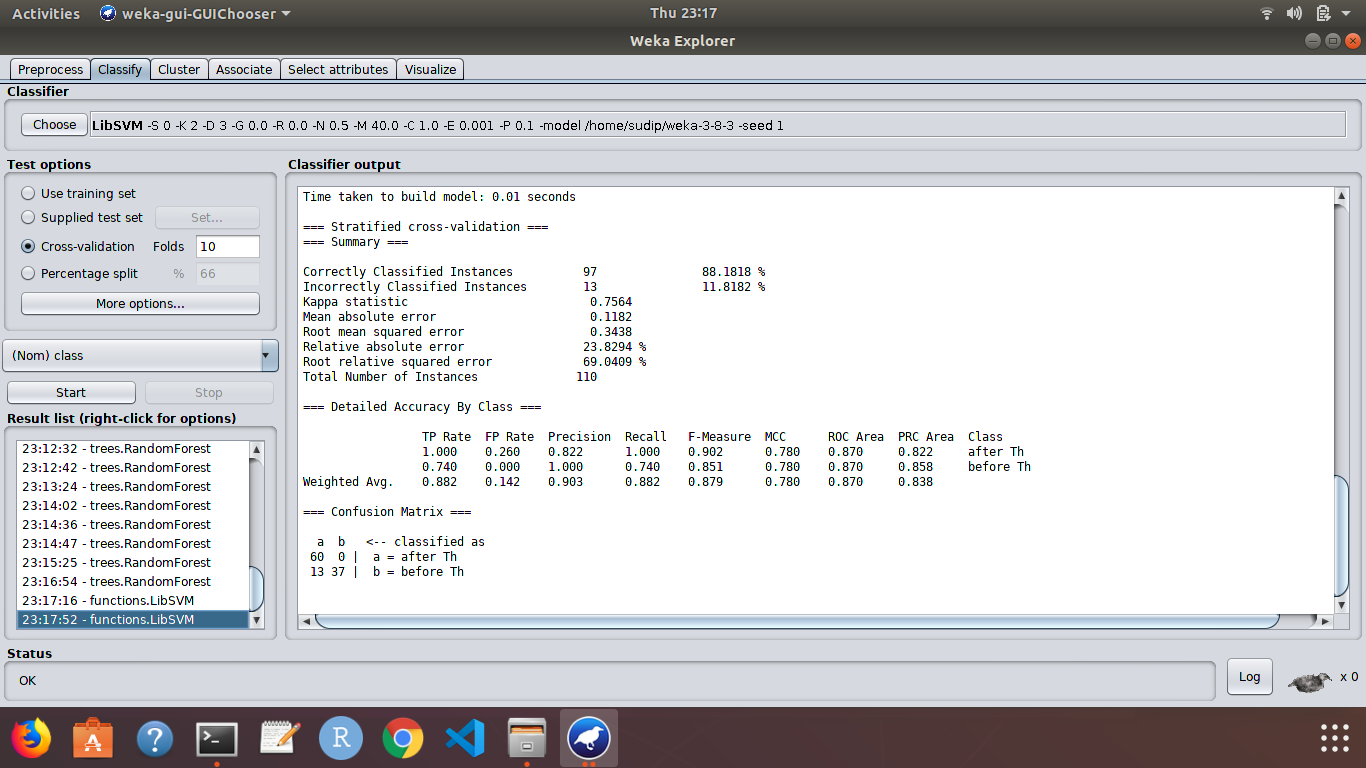 Activities weka-gui-GUIChooser Thu 23:17
Weka Explorer
Preprocess Classify Cluster Associate Select attributes Visualize
Classifier
Choose LibSVM -S 0 -K 2 -D 3 -G 0.0 -R 0.0 -N 0.5 -M 40.0 -C 1.0 -E 0.001 -P 0.1 -model /home/sudip/weka-3-8-3 -seed 1
Test options
Use training set
Supplied test set Set...
Cross-validation Folds 10
Percentage split % 66
More options...
(Nom) class
Start Stop
Result list (right-click for options)
23:12:32 - trees.RandomForest
23:12:42 - trees.RandomForest
23:13:24 - trees.RandomForest
23:14:02 - trees.RandomForest
23:14:36 - trees.RandomForest
23:14:47 - trees.RandomForest
23:15:25 - trees.RandomForest
23:16:54 - trees.RandomForest
23:17:16 - functions.LibSVM
23:17:52 - functions.LibSVM
Classifier output
Time taken to build model: 0.01 seconds
=== Stratified cross-validation ===
=== Summary ===
Correctly Classified Instances 97 88.1818 %
Incorrectly Classified Instances 13 11.8182 %
Kappa statistic 0.7564
Mean absolute error 0.1182
Root mean squared error 0.3438
Relative absolute error 23.8294 %
Root relative squared error 69.0409 %
Total Number of Instances 110
=== Detailed Accuracy By Class ===
TP Rate FP Rate Precision Recall F-Measure MCC ROC Area PRC Area Class
1.000 0.260 0.822 1.000 0.902 0.780 0.870 0.822 after Th
0.740 0.000 1.000 0.740 0.851 0.780 0.870 0.858 before Th
Weighted Avg. 0.882 0.142 0.903 0.882 0.879 0.780 0.870 0.838
=== Confusion Matrix ===
a b <-- classified as
60 0 | a = after Th
13 37 | b = before Th
Status
OK
Log x 0
A ? >_ R